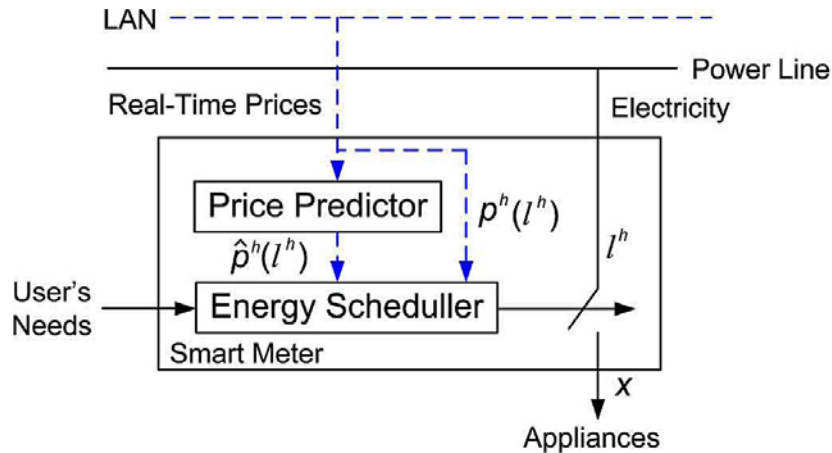 LAN
Power Line
Real-Time Prices
Electricity
Price Predictor
p^h(l^h)
p̂^h(l^h)
l^h
User's
Needs
Energy Scheduller
Smart Meter
x
Appliances